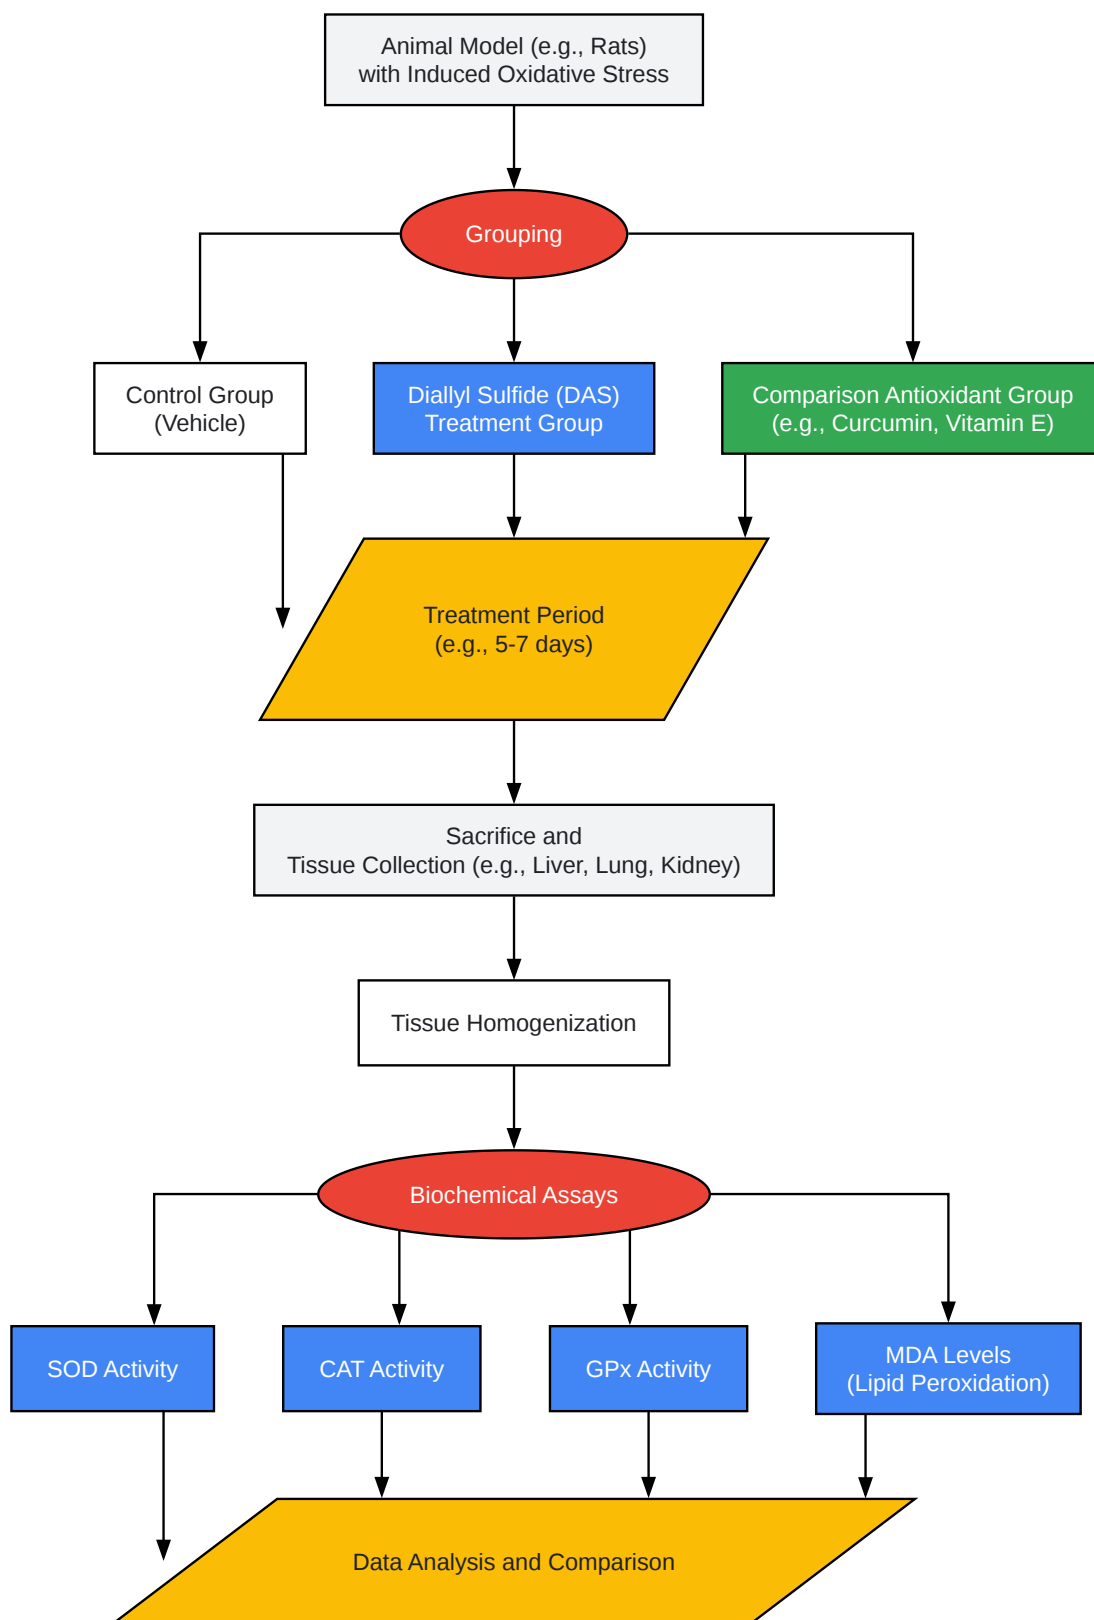 Animal Model (e.g., Rats)
with Induced Oxidative Stress
Grouping
Control Group
(Vehicle)
Diallyl Sulfide (DAS)
Treatment Group
Comparison Antioxidant Group
(e.g., Curcumin, Vitamin E)
Treatment Period
(e.g., 5-7 days)
Sacrifice and
Tissue Collection (e.g., Liver, Lung, Kidney)
Tissue Homogenization
Biochemical Assays
SOD Activity
CAT Activity
GPx Activity
MDA Levels
(Lipid Peroxidation)
Data Analysis and Comparison